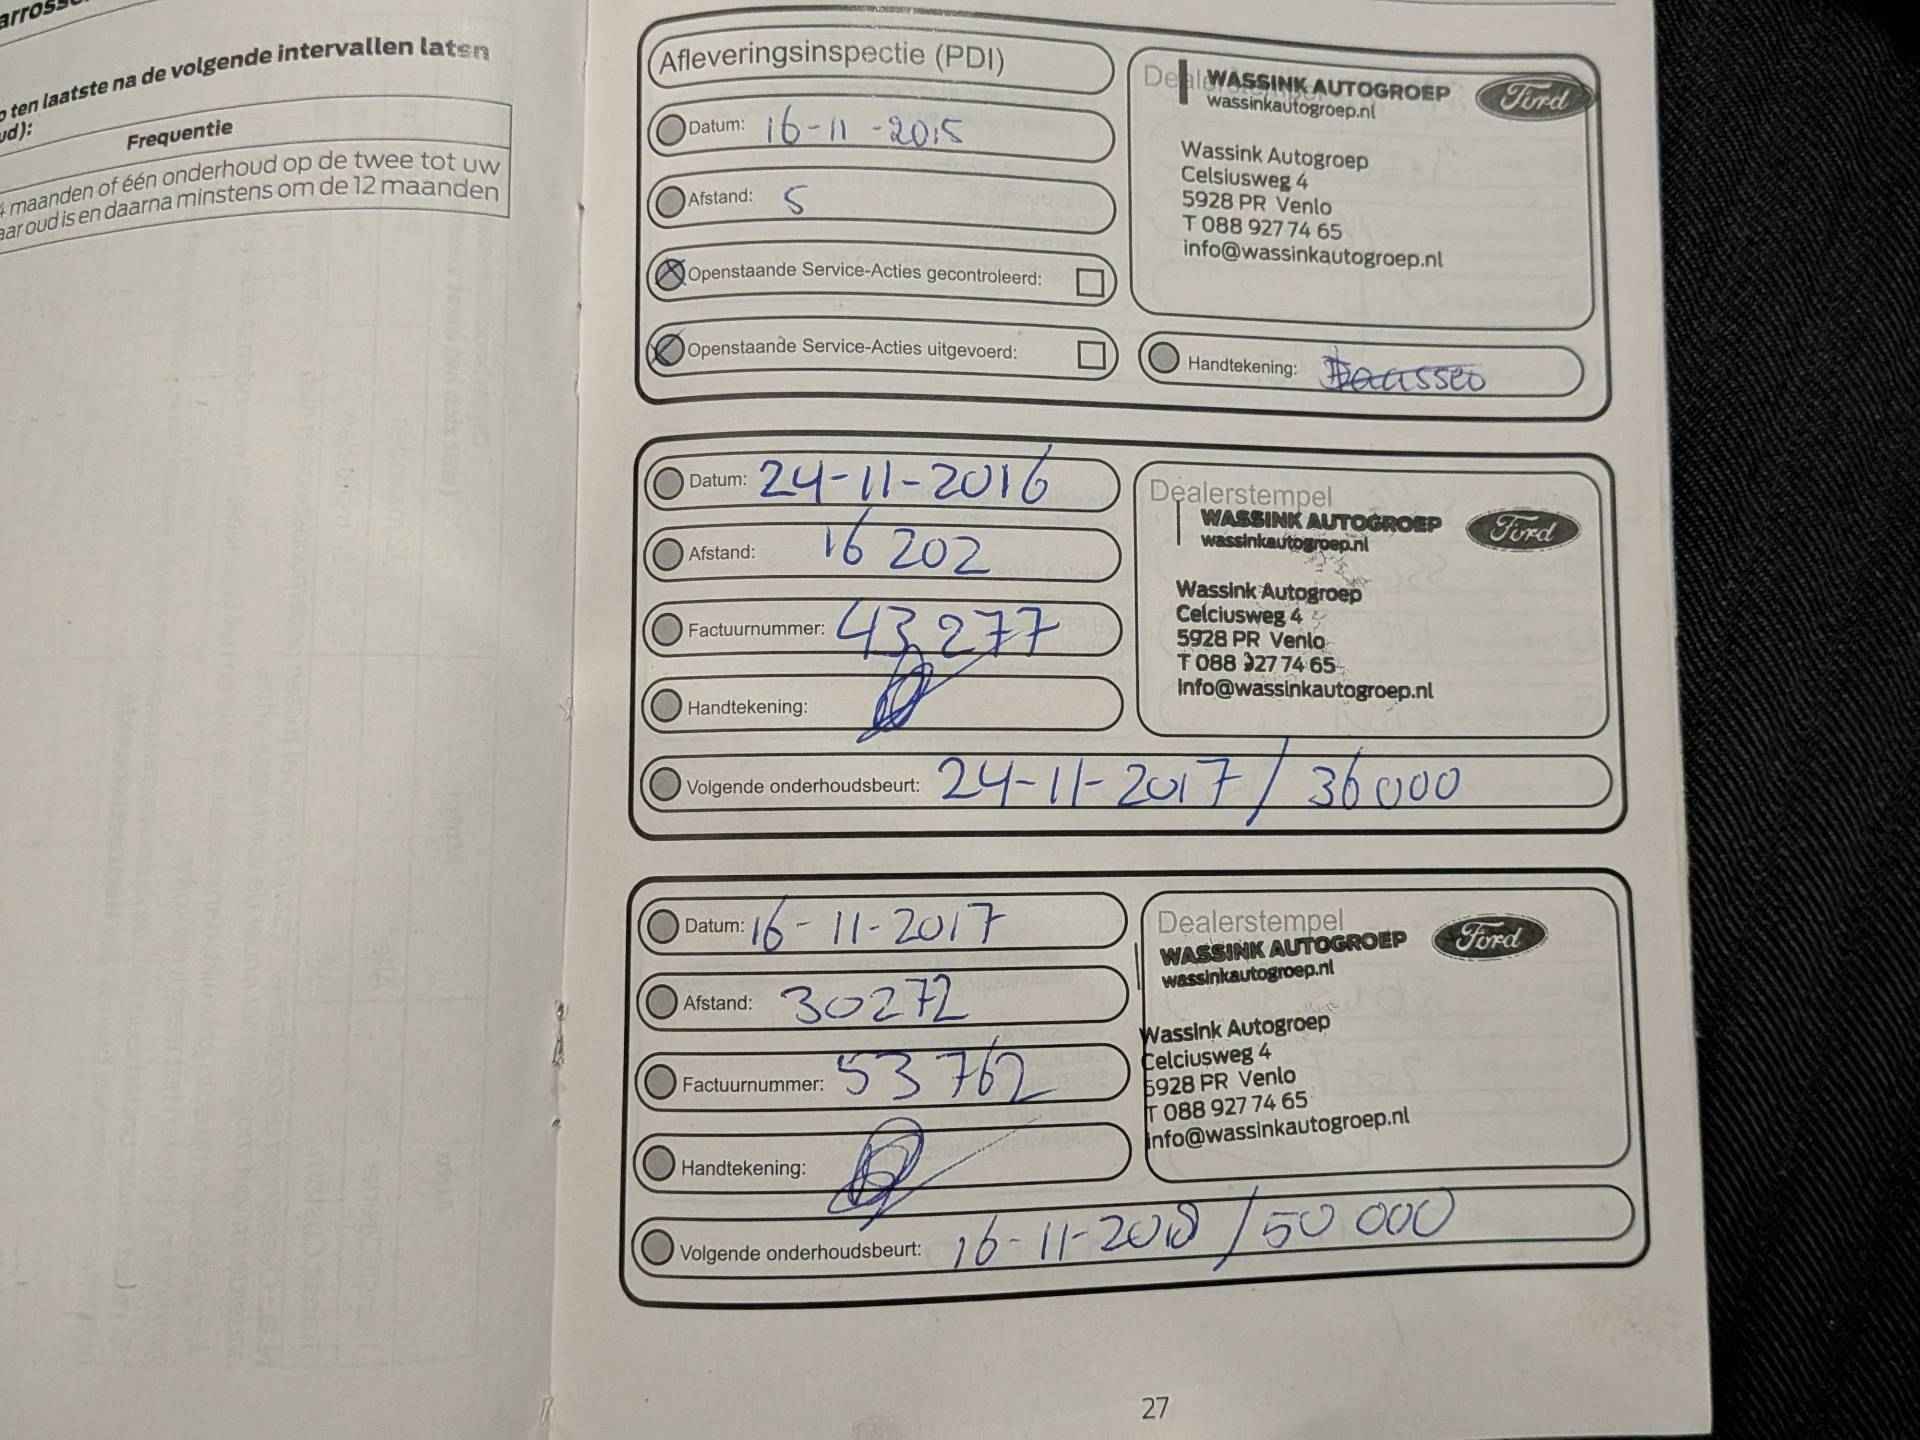 arross
o ten laatste na de volgende intervallen laten
ud):
Frequentie
4 maanden of één onderhoud op de twee tot uw
aar oud is en daarna minstens om de 12 maanden
Afleveringsinspectie (PDI)
Datum: 16-11-2015
Afstand: 5
Openstaande Service-Acties gecontroleerd:
Openstaande Service-Acties uitgevoerd:
Dealerstempel
WASSINK AUTOGROEP
wassinkautogroep.nl
Ford
Wassink Autogroep
Celsiusweg 4
5928 PR Venlo
T 088 927 74 65
info@wassinkautogroep.nl
Handtekening:
Datum: 24-11-2016
Afstand: 16 202
Factuurnummer: 43 277
Handtekening:
Dealerstempel
WASSINK AUTOGROEP
wassinkautogroep.nl
Ford
Wassink Autogroep
Celciusweg 4
5928 PR Venlo
T 088 927 74 65
info@wassinkautogroep.nl
Volgende onderhoudsbeurt: 24-11-2017 / 36000
Datum: 16-11-2017
Afstand: 30272
Factuurnummer: 53 762
Handtekening:
Dealerstempel
WASSINK AUTOGROEP
wassinkautogroep.nl
Ford
Wassink Autogroep
Celciusweg 4
5928 PR Venlo
T 088 927 74 65
info@wassinkautogroep.nl
Volgende onderhoudsbeurt: 16-11-2018 / 50 000
27